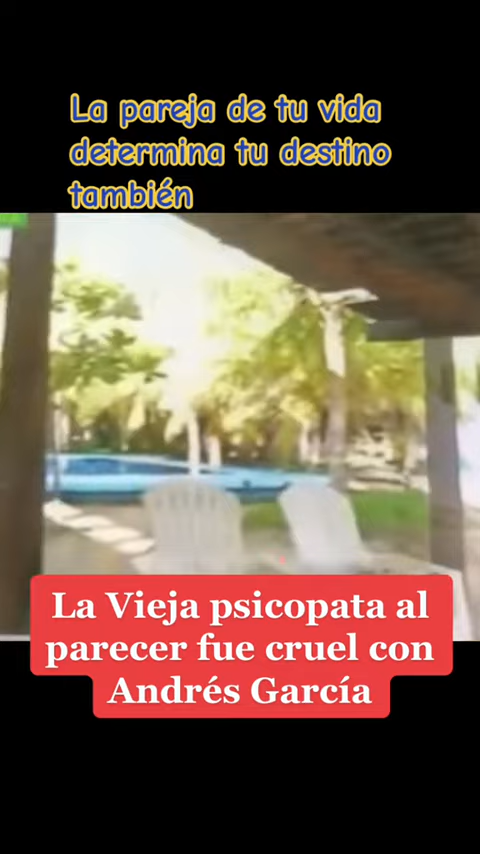 La pareja de tu vida
determina tu destino
también
La Vieja psicopata al
parecer fue cruel con
Andrés García